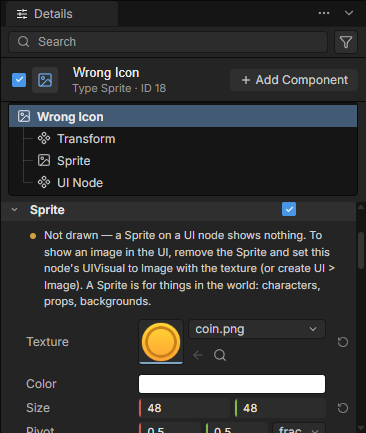 Details
Search
Wrong Icon
Type Sprite · ID 18
+ Add Component
Wrong Icon
Transform
Sprite
UI Node
Sprite
Not drawn — a Sprite on a UI node shows nothing. To
show an image in the UI, remove the Sprite and set this
node's UIVisual to Image with the texture (or create UI >
Image). A Sprite is for things in the world: characters,
props, backgrounds.
Texture
coin.png
Color
Size
48
48
Pivot
0.5
0.5
frac